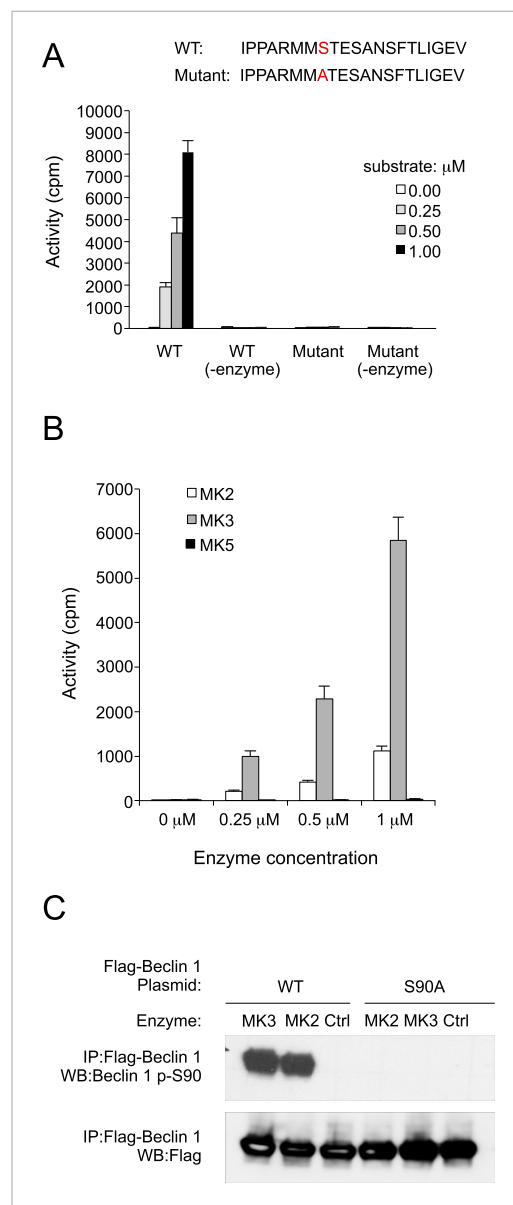 A
WT: IPPARMMSTESANSFTLIGEV
Mutant: IPPARMMATESANSFTLIGEV
10000
9000
8000
7000
6000
5000
4000
3000
2000
1000
0
Activity (cpm)
substrate: μM
0.00
0.25
0.50
1.00
WT WT Mutant Mutant
(-enzyme) (-enzyme)
B
7000
6000
5000
4000
3000
2000
1000
0
Activity (cpm)
MK2
MK3
MK5
0 μM 0.25 μM 0.5 μM 1 μM
Enzyme concentration
C
Flag-Beclin 1
Plasmid: WT S90A
Enzyme: MK3 MK2 Ctrl MK2 MK3 Ctrl
IP:Flag-Beclin 1
WB:Beclin 1 p-S90
IP:Flag-Beclin 1
WB:Flag